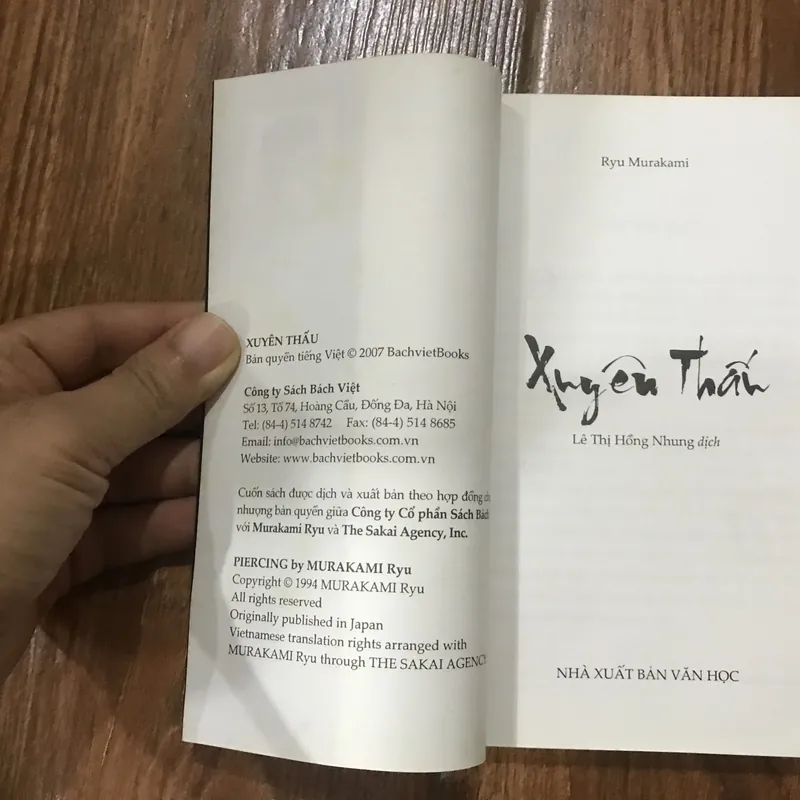 XUYÊN THẤU
Bản quyền tiếng Việt © 2007 BachvietBooks
Công ty Sách Bách Việt
Số 13, Tổ 74, Hoàng Cầu, Đống Đa, Hà Nội
Tel: (84-4) 514 8742 Fax: (84-4) 514 8685
Email: info@bachvietbooks.com.vn
Website: www.bachvietbooks.com.vn
Cuốn sách được dịch và xuất bản theo hợp đồng
nhượng bản quyền giữa Công ty Cổ phần Sách
với Murakami Ryu và The Sakai Agency, Inc.
PIERCING by MURAKAMI Ryu
Copyright © 1994 MURAKAMI Ryu
All rights reserved
Originally published in Japan
Vietnamese translation rights arranged with
MURAKAMI Ryu through THE SAKAI AGENCY
Ryu Murakami
Xuyên Thấu
Lê Thị Hồng Nhung dịch
NHÀ XUẤT BẢN VĂN HỌC